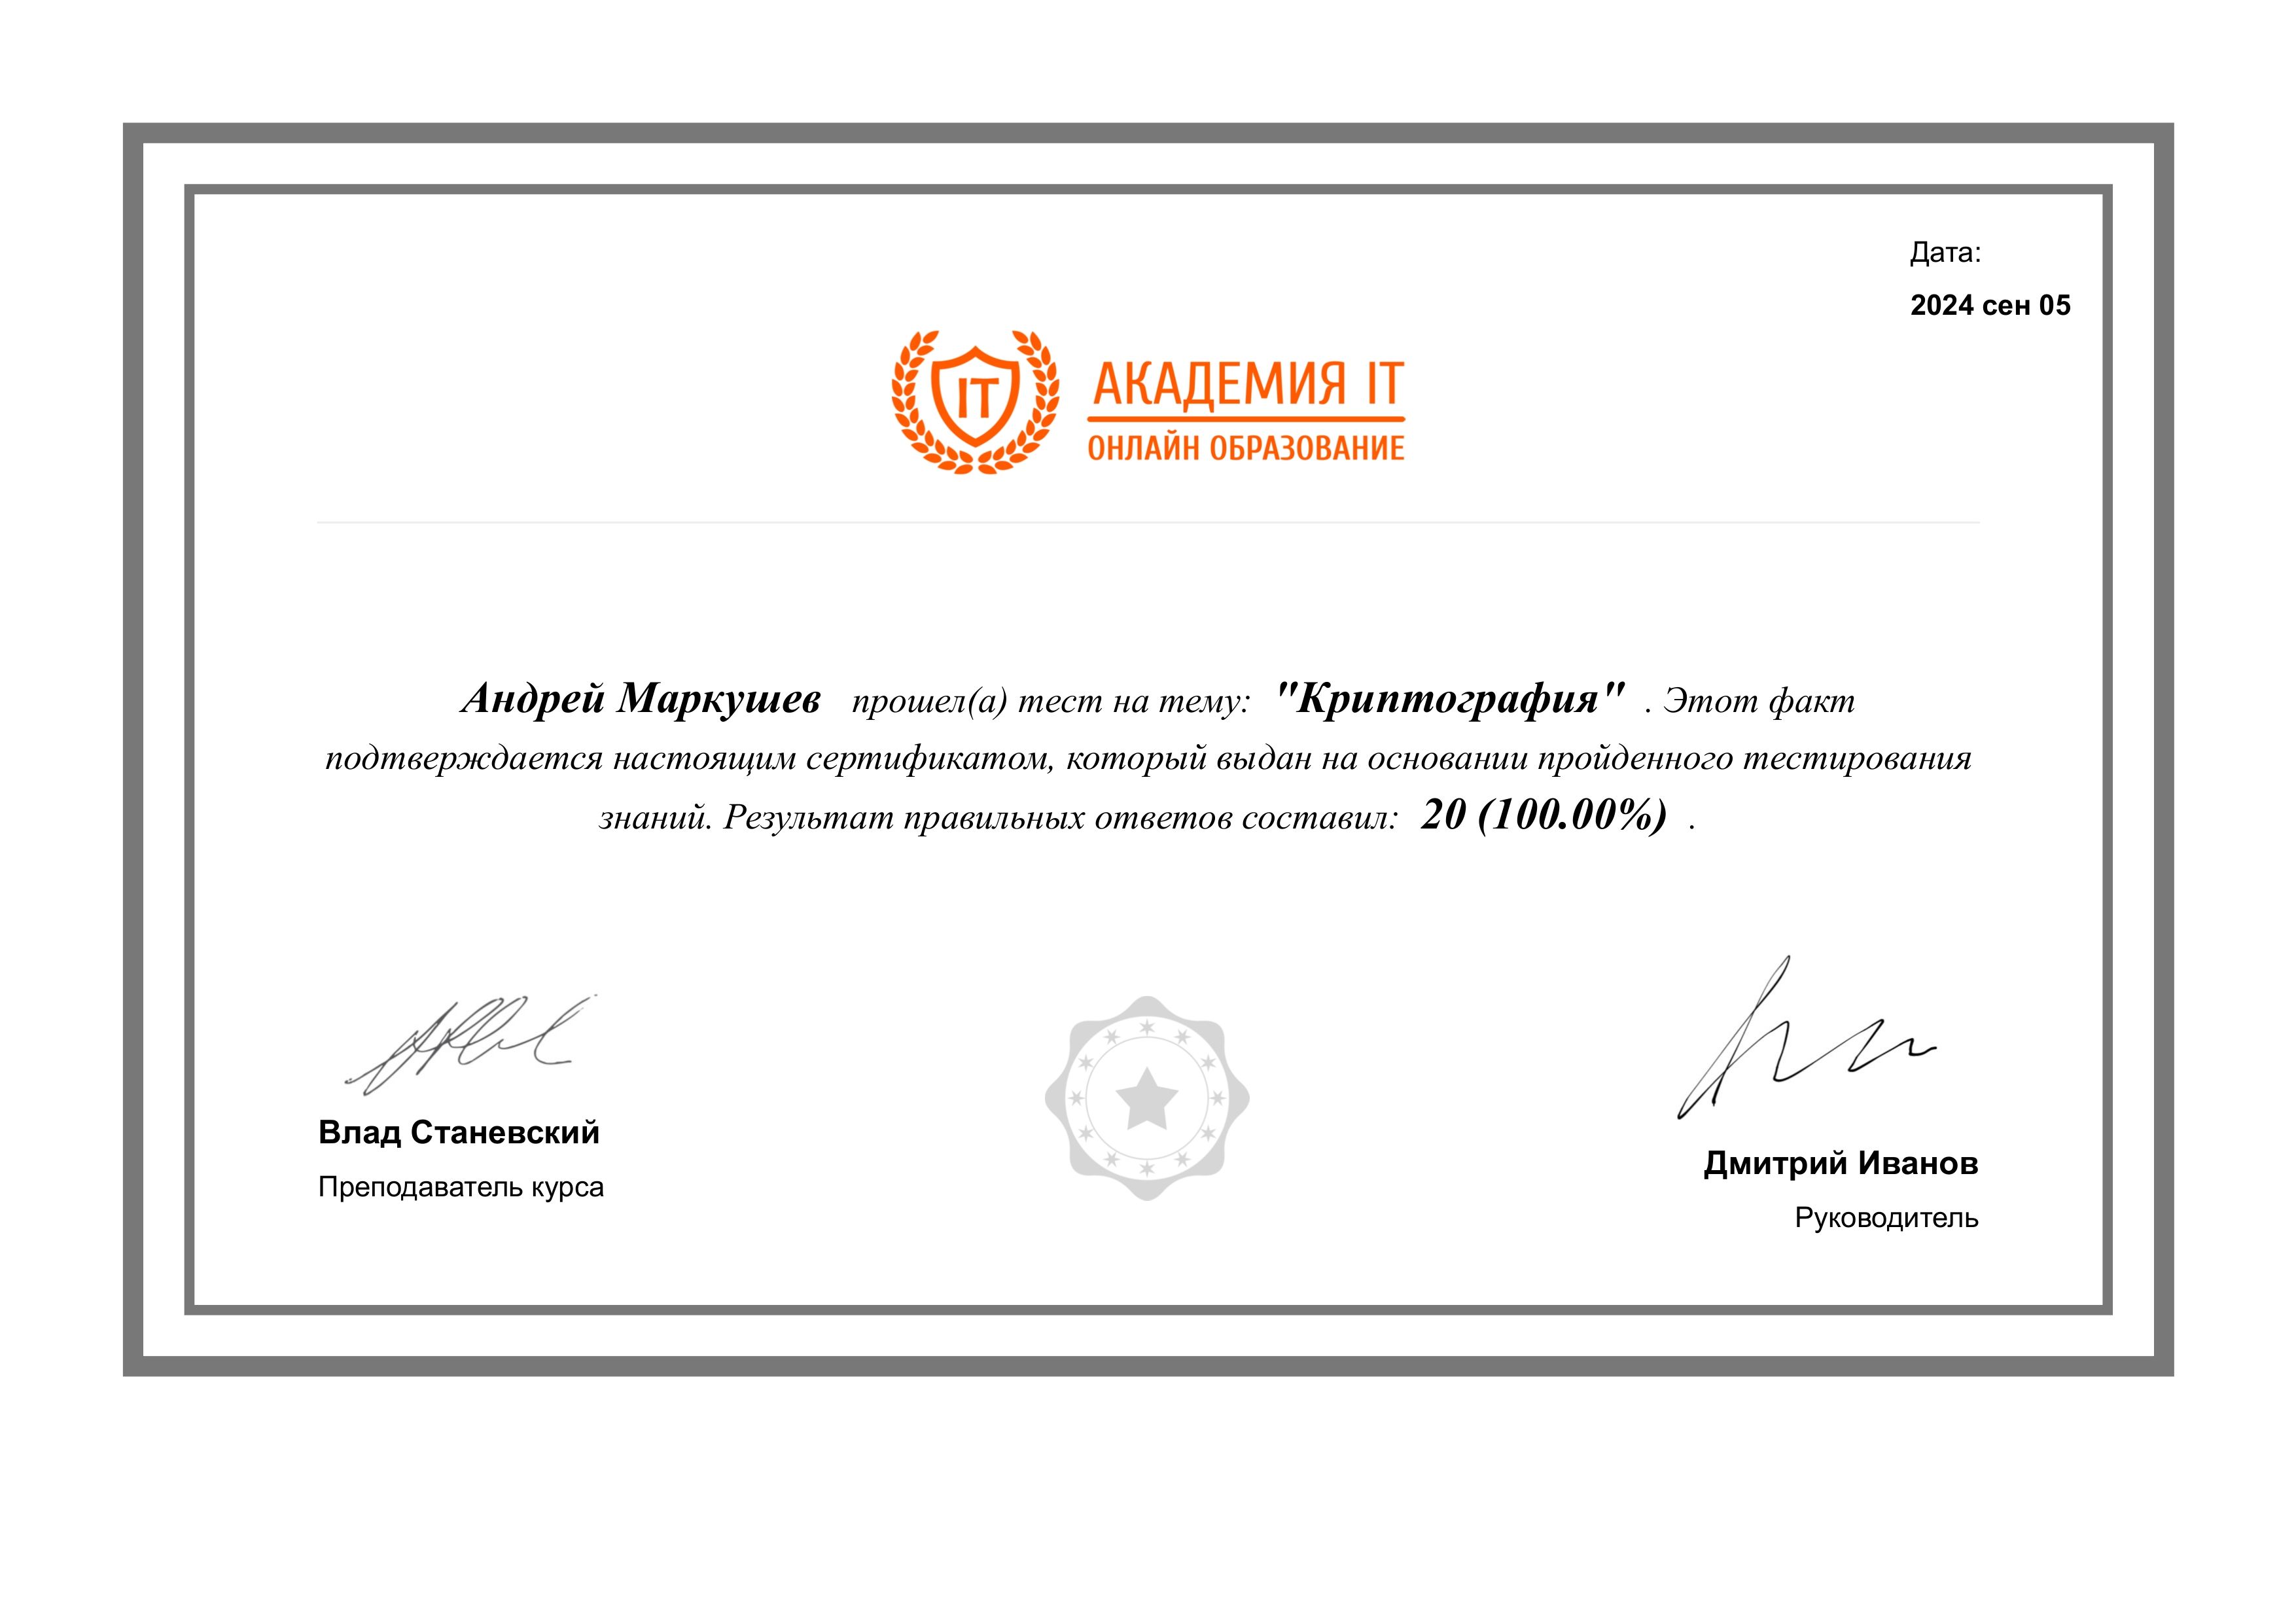 Дата:
2024 сен 05
IT
АКАДЕМИЯ IT
ОНЛАЙН ОБРАЗОВАНИЕ
Андрей Маркушев прошел(а) тест на тему: "Криптография" . Этот факт
подтверждается настоящим сертификатом, который выдан на основании пройденного тестирования
знаний. Результат правильных ответов составил: 20 (100.00%) .
Влад Станевский
Преподаватель курса
Дмитрий Иванов
Руководитель